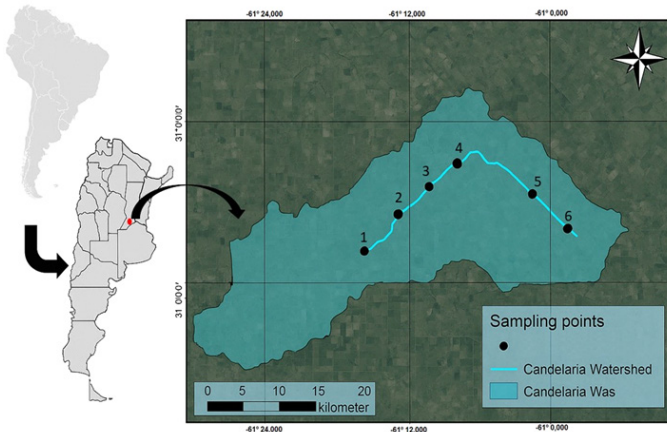 -61° 24,000 -61° 12,000 -61° 0,000
31°0'0.0'
31 0'0.0'
1
2
3
4
5
6
Sampling points
Candelaria Watershed
Candelaria Was
0 5 10 15 20
kilometer
-61° 24,000 -61° 12,000 -61° 0,000